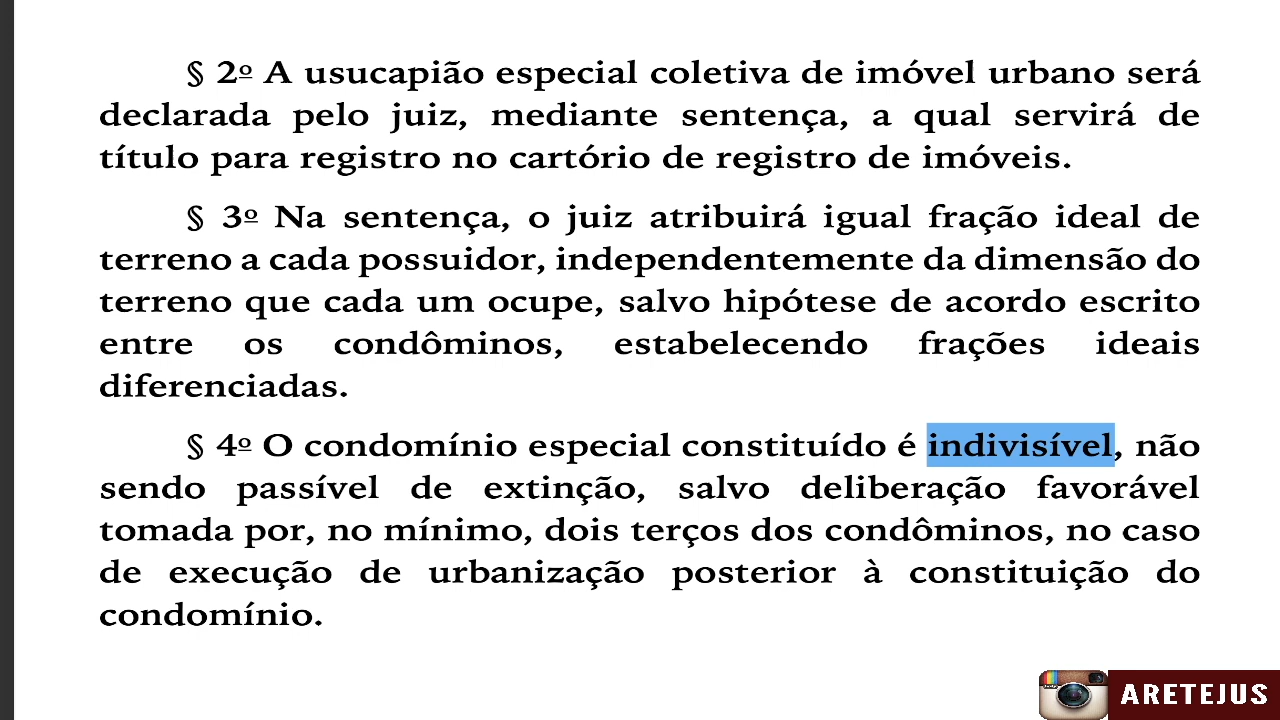 § 2º A usucapião especial coletiva de imóvel urbano será
declarada pelo juiz, mediante sentença, a qual servirá de
título para registro no cartório de registro de imóveis.
§ 3º Na sentença, o juiz atribuirá igual fração ideal de
terreno a cada possuidor, independentemente da dimensão do
terreno que cada um ocupe, salvo hipótese de acordo escrito
entre os condôminos, estabelecendo frações ideais
diferenciadas.
§ 4º O condomínio especial constituído é indivisível, não
sendo passível de extinção, salvo deliberação favorável
tomada por, no mínimo, dois terços dos condôminos, no caso
de execução de urbanização posterior à constituição do
condomínio.
ARETEJUS